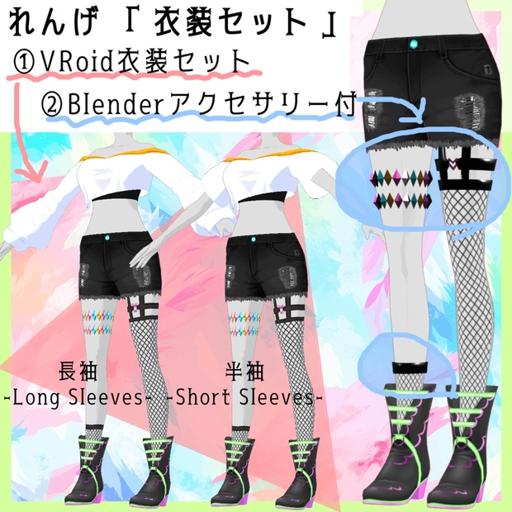 れんげ「衣装セット」
①VRoid衣装セット
②Blenderアクセサリー付
長袖
-Long Sleeves-
半袖
-Short Sleeves-